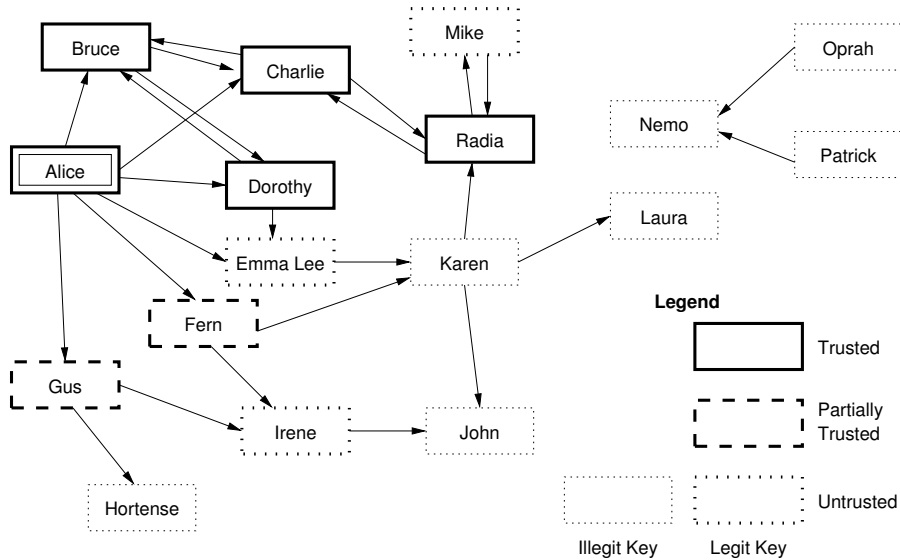 Mike
Oprah
Bruce
Charlie
Nemo
Radia
Patrick
Alice
Dorothy
Laura
Emma Lee
Karen
Legend
Fern
Trusted
Gus
Partially
Trusted
Irene
John
Hortense
Untrusted
Illegit Key
Legit Key